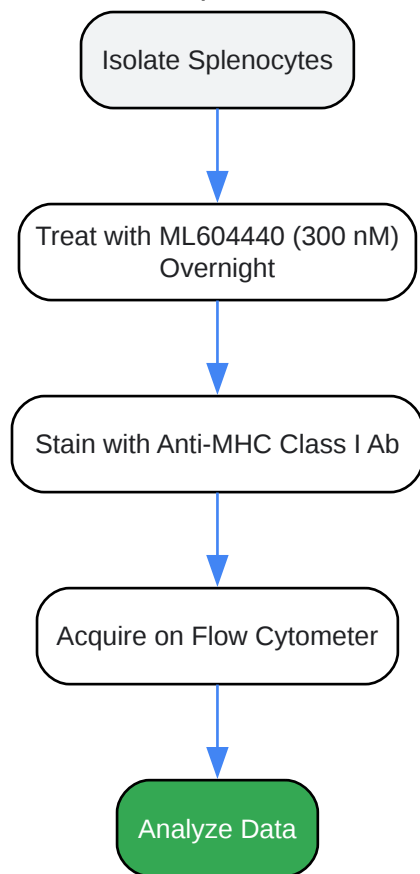 Isolate Splenocytes
Treat with ML604440 (300 nM)
Overnight
Stain with Anti-MHC Class I Ab
Acquire on Flow Cytometer
Analyze Data